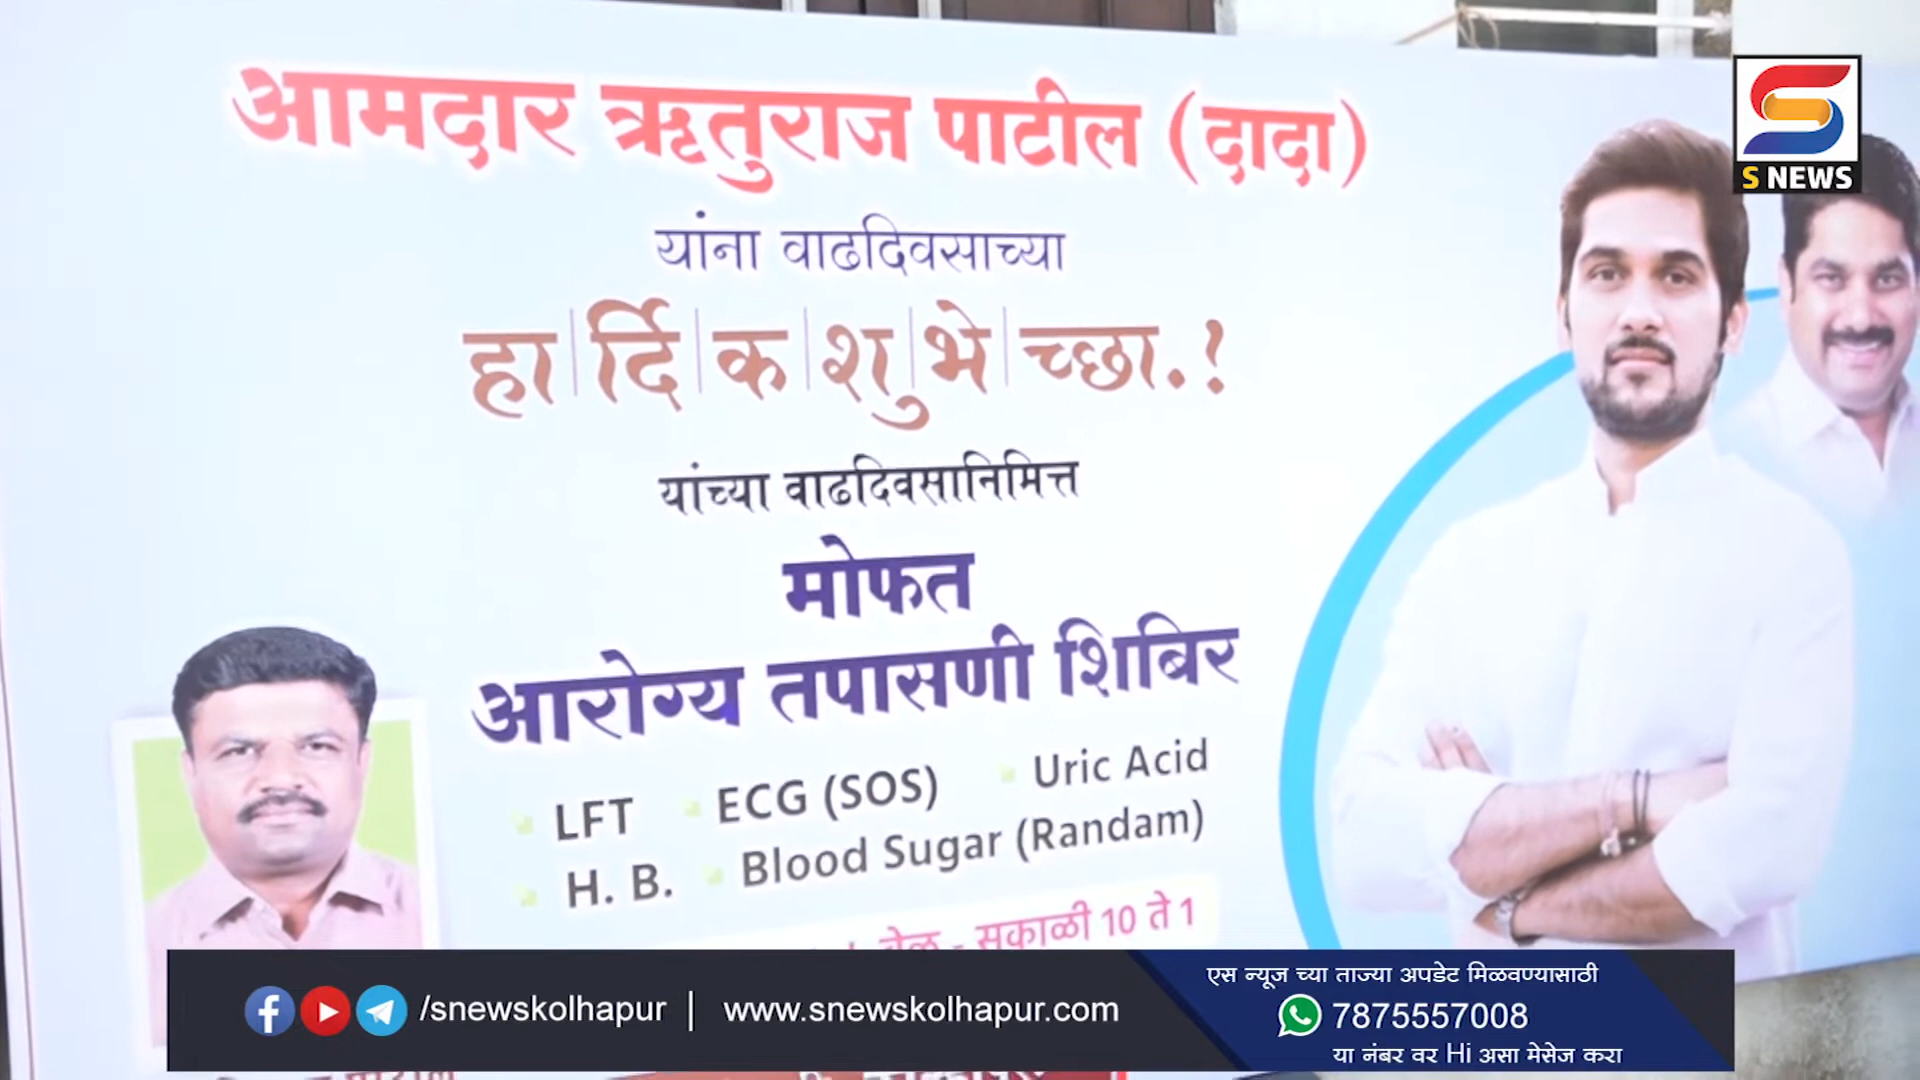 आमदार ऋतुराज पाटील (दादा)
यांना वाढदिवसाच्या
हार्दिक शुभेच्छा.!
यांच्या वाढदिवसानिमित्त
मोफत
आरोग्य तपासणी शिबिर
LFT ECG (SOS) Uric Acid
H. B. Blood Sugar (Randam)
वेळ - सकाळी 10 ते 1
S NEWS
/snewskolhapur | www.snewskolhapur.com
एस न्यूज च्या ताज्या अपडेट मिळवण्यासाठी
7875557008
या नंबर वर Hi असा मेसेज करा